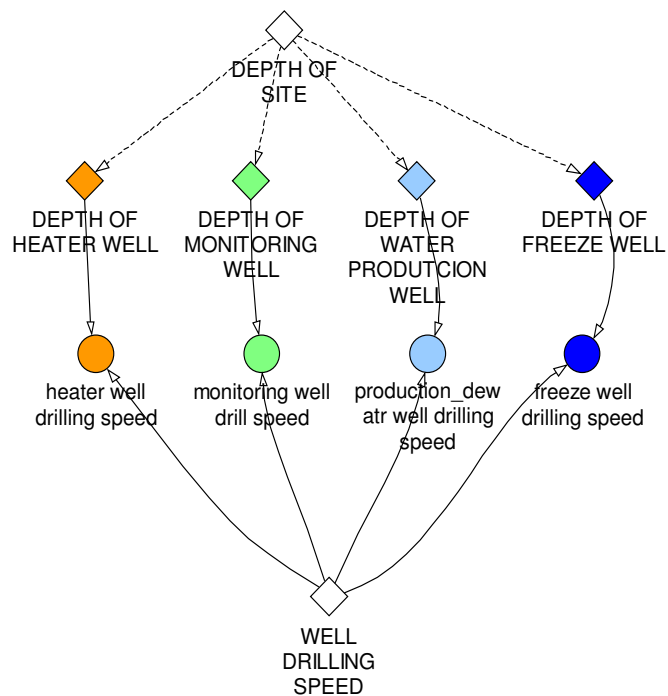 DEPTH OF
SITE
DEPTH OF
HEATER WELL
DEPTH OF
MONITORING
WELL
DEPTH OF
WATER
PRODUTCION
WELL
DEPTH OF
FREEZE WELL
heater well
drilling speed
monitoring well
drill speed
production_dew
atr well drilling
speed
freeze well
drilling speed
WELL
DRILLING
SPEED